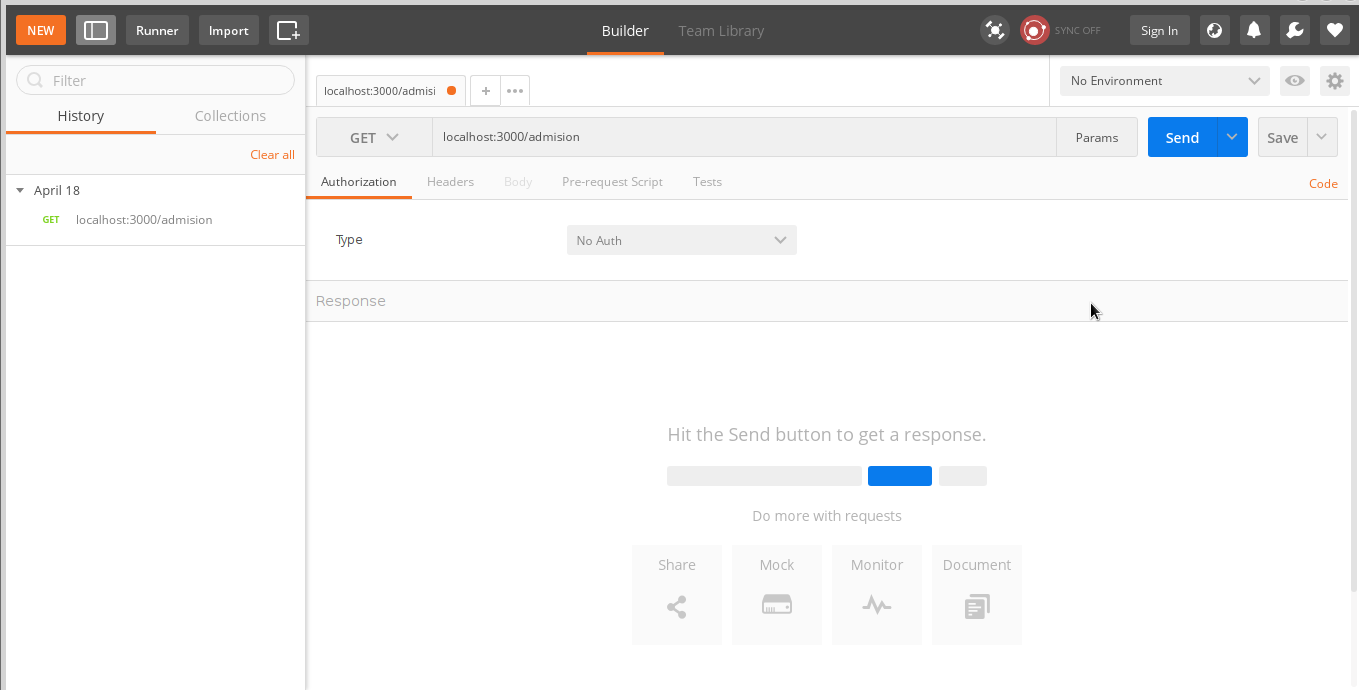 NEW Runner Import Builder Team Library SYNC OFF Sign In
Filter
History Collections
Clear all
April 18
GET localhost:3000/admision
localhost:3000/admisi + No Environment
GET localhost:3000/admision Params Send Save
Authorization Headers Body Pre-request Script Tests Code
Type No Auth
Response
Hit the Send button to get a response.
Do more with requests
Share Mock Monitor Document